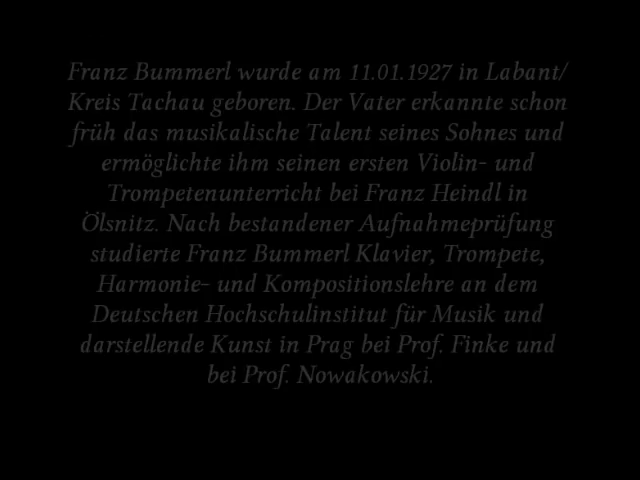 Franz Bummerl wurde am 11.01.1927 in Labant/
Kreis Tachau geboren. Der Vater erkannte schon
früh das musikalische Talent seines Sohnes und
ermöglichte ihm seinen ersten Violin- und
Trompetenunterricht bei Franz Heindl in
Ölsnitz. Nach bestandener Aufnahmeprüfung
studierte Franz Bummerl Klavier, Trompete,
Harmonie- und Kompositionslehre an dem
Deutschen Hochschulinstitut für Musik und
darstellende Kunst in Prag bei Prof. Finke und
bei Prof. Nowakowski.